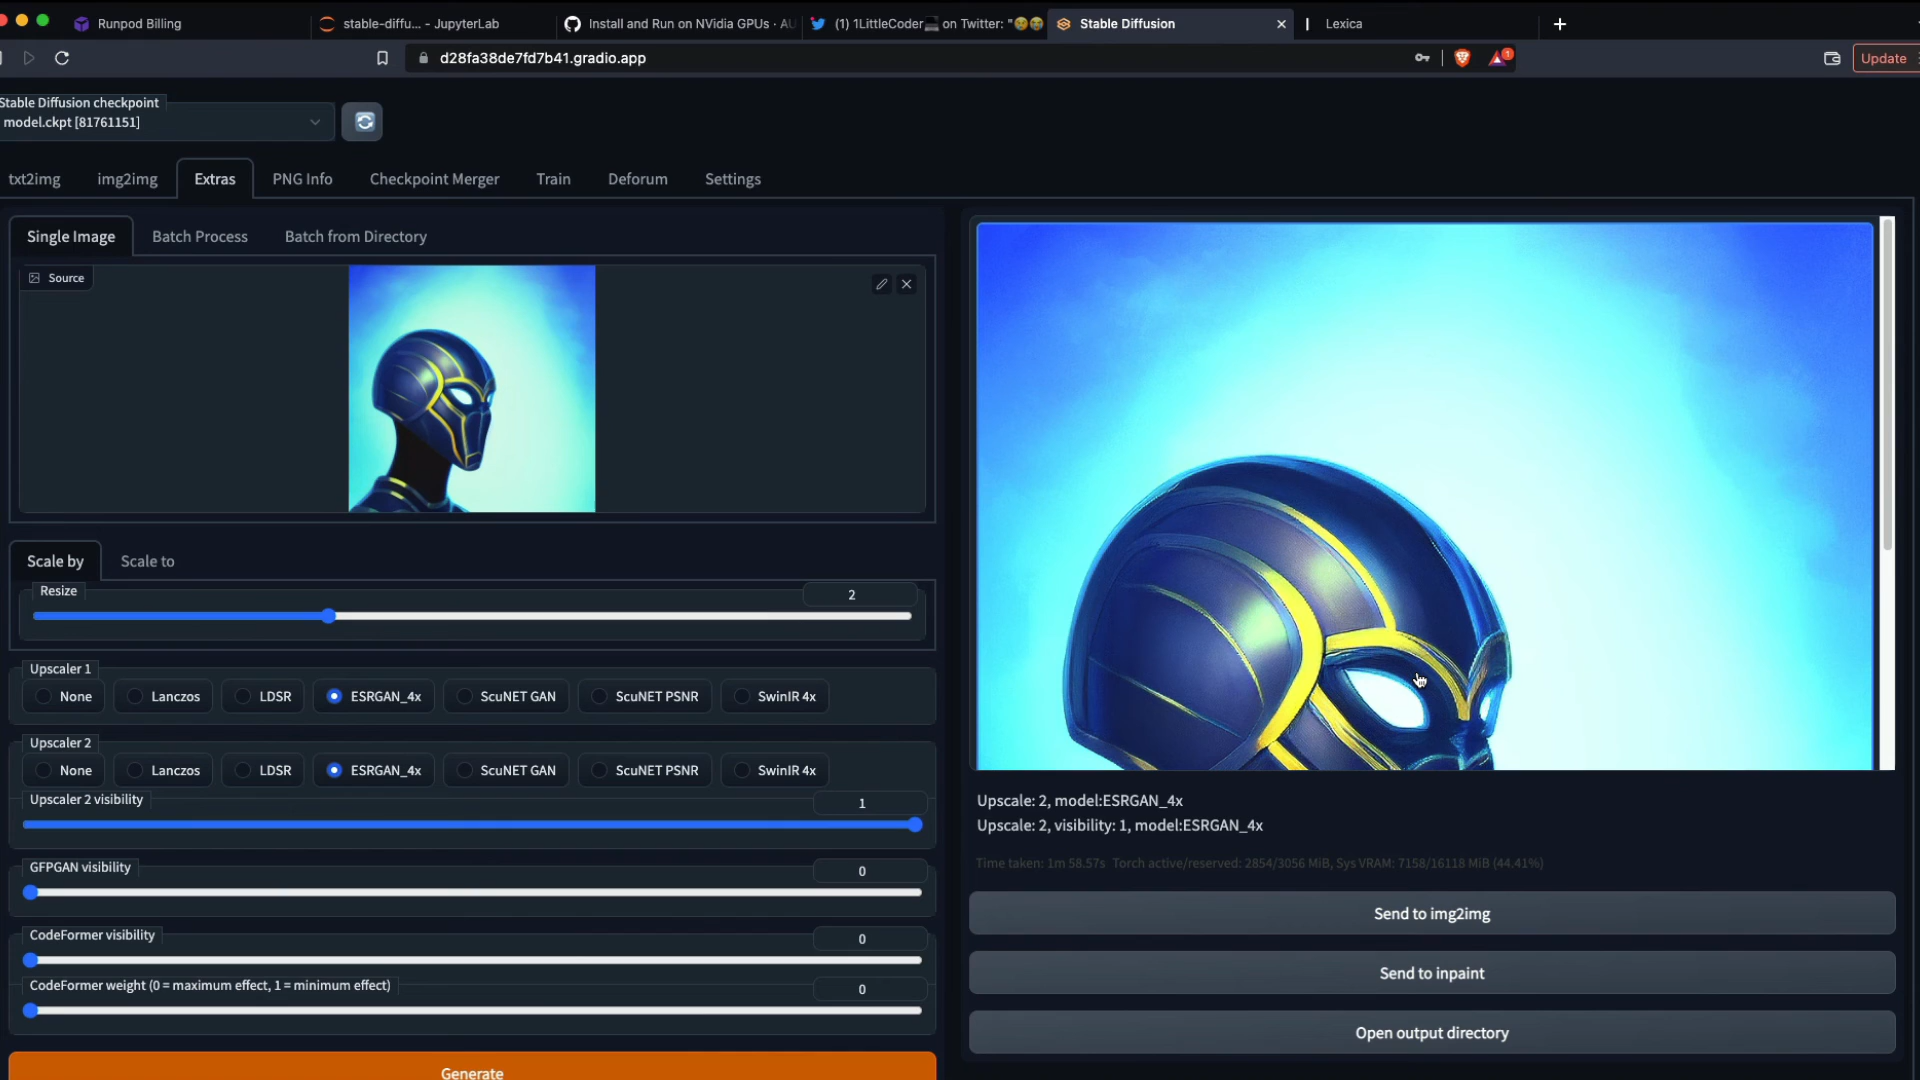 Runpod Billing
stable-diffu... - JupyterLab
Install and Run on NVidia GPUs · AU
(1) 1LittleCoder💻 on Twitter: "😢😭
Stable Diffusion
Lexica
d28fa38de7fd7b41.gradio.app
1
Update
Stable Diffusion checkpoint
model.ckpt [81761151]
txt2img
img2img
Extras
PNG Info
Checkpoint Merger
Train
Deforum
Settings
Single Image
Batch Process
Batch from Directory
Source
Scale by
Scale to
Resize
2
Upscaler 1
None
Lanczos
LDSR
ESRGAN_4x
ScuNET GAN
ScuNET PSNR
SwinIR 4x
Upscaler 2
None
Lanczos
LDSR
ESRGAN_4x
ScuNET GAN
ScuNET PSNR
SwinIR 4x
Upscaler 2 visibility
1
GFPGAN visibility
0
CodeFormer visibility
0
CodeFormer weight (0 = maximum effect, 1 = minimum effect)
0
Generate
Upscale: 2, model:ESRGAN_4x
Upscale: 2, visibility: 1, model:ESRGAN_4x
Time taken: 1m 58.57s Torch active/reserved: 2854/3056 MiB, Sys VRAM: 7158/16118 MiB (44.41%)
Send to img2img
Send to inpaint
Open output directory